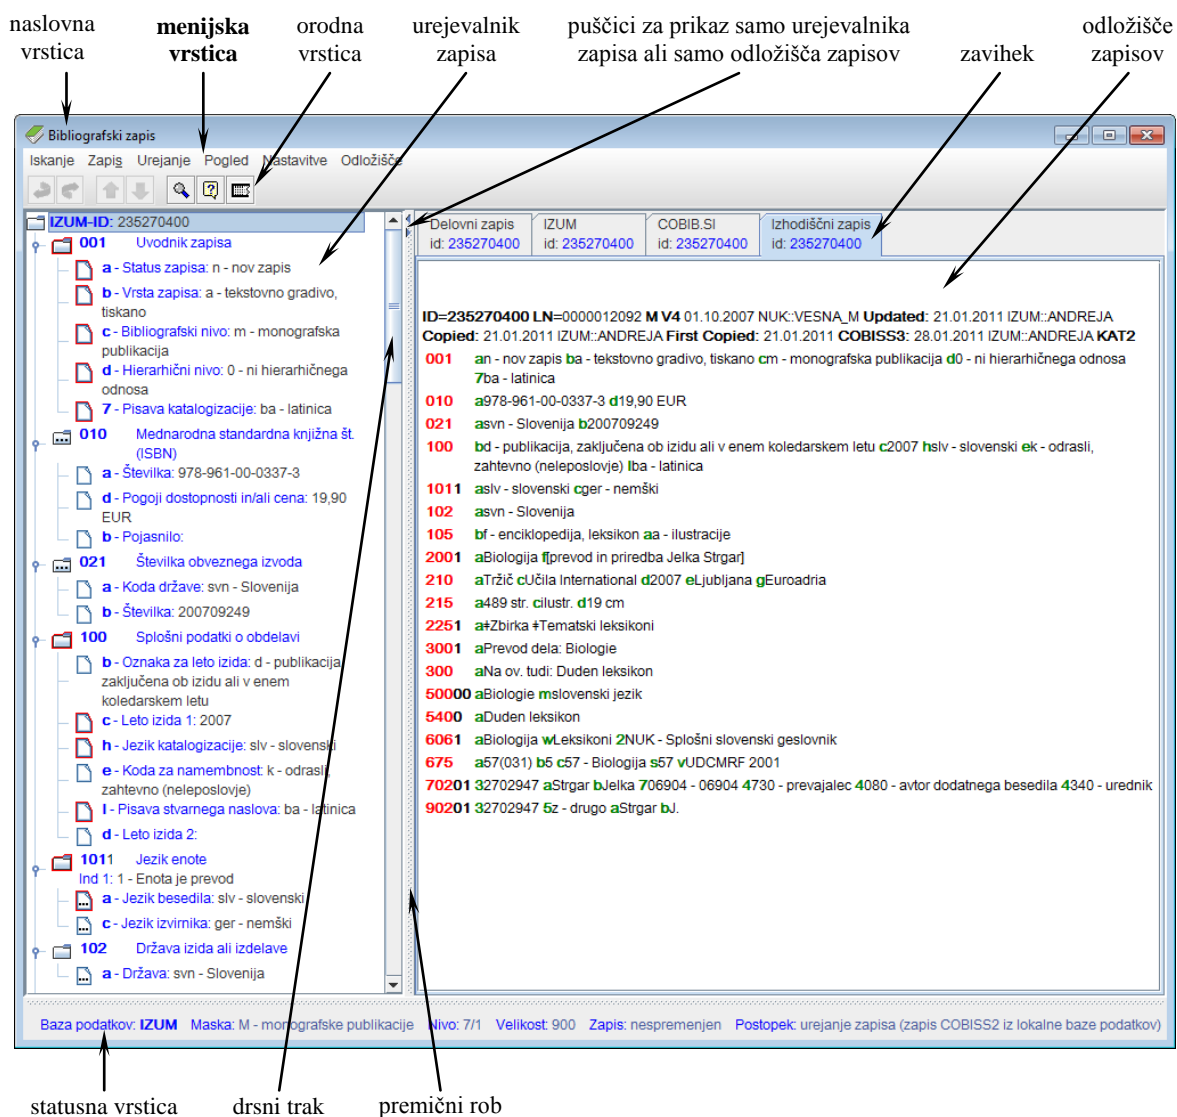 naslovna
vrstica
menijska
vrstica
orodna
vrstica
urejevalnik
zapisa
puščici za prikaz samo urejevalnika
zapisa ali samo odložišča zapisov
zavihek
odložišče
zapisov
Bibliografski zapis
Iskanje Zapis Urejanje Pogled Nastavitve Odložišče
IZUM-ID: 235270400
001 Uvodnik zapisa
a - Status zapisa: n - nov zapis
b - Vrsta zapisa: a - tekstovno gradivo,
tiskano
c - Bibliografski nivo: m - monografska
publikacija
d - Hierarhični nivo: 0 - ni hierarhičnega
odnosa
7 - Pisava katalogizacije: ba - latinica
010 Mednarodna standardna knjižna št.
(ISBN)
a - Številka: 978-961-00-0337-3
d - Pogoji dostopnosti in/ali cena: 19,90
EUR
b - Pojasnilo:
021 Številka obveznega izvoda
a - Koda države: svn - Slovenija
b - Številka: 200709249
100 Splošni podatki o obdelavi
b - Oznaka za leto izida: d - publikacija,
zaključena ob izidu ali v enem
koledarskem letu
c - Leto izida 1: 2007
h - Jezik katalogizacije: slv - slovenski
e - Koda za namembnost: k - odrasli,
zahtevno (neleposlovje)
l - Pisava stvarnega naslova: ba - latinica
d - Leto izida 2:
1011 Jezik enote
Ind 1: 1 - Enota je prevod
a - Jezik besedila: slv - slovenski
c - Jezik izvirnika: ger - nemški
102 Država izida ali izdelave
a - Država: svn - Slovenija
Delovni zapis
id: 235270400
IZUM
id: 235270400
COBIB.SI
id: 235270400
Izhodiščni zapis
id: 235270400
ID=235270400 LN=0000012092 M V4 01.10.2007 NUK::VESNA_M Updated: 21.01.2011 IZUM::ANDREJA
Copied: 21.01.2011 IZUM::ANDREJA First Copied: 21.01.2011 COBISS3: 28.01.2011 IZUM::ANDREJA KAT2
001 an - nov zapis ba - tekstovno gradivo, tiskano cm - monografska publikacija d0 - ni hierarhičnega odnosa
7ba - latinica
010 a978-961-00-0337-3 d19,90 EUR
021 asvn - Slovenija b200709249
100 bd - publikacija, zaključena ob izidu ali v enem koledarskem letu c2007 hslv - slovenski ek - odrasli,
zahtevno (neleposlovje) lba - latinica
1011 aslv - slovenski cger - nemški
102 asvn - Slovenija
105 bf - enciklopedija, leksikon aa - ilustracije
2001 aBiologija f[prevod in priredba Jelka Strgar]
210 aTržič cUčila International d2007 eLjubljana gEuroadria
215 a489 str. cilustr. d19 cm
2251 a‡Zbirka ‡Tematski leksikoni
3001 aPrevod dela: Biologie
300 aNa ov. tudi: Duden leksikon
50000 aBiologie mslovenski jezik
5400 aDuden leksikon
6061 aBiologija wLeksikoni 2NUK - Splošni slovenski geslovnik
675 a57(031) b5 c57 - Biologija s57 vUDCMRF 2001
70201 32702947 aStrgar bJelka 706904 - 06904 4730 - prevajalec 4080 - avtor dodatnega besedila 4340 - urednik
90201 32702947 5z - drugo aStrgar bJ.
Baza podatkov: IZUM Maska: M - monografske publikacije Nivo: 7/1 Velikost: 900 Zapis: nespremenjen Postopek: urejanje zapisa (zapis COBISS2 iz lokalne baze podatkov)
statusna vrstica
drsni trak
premični rob